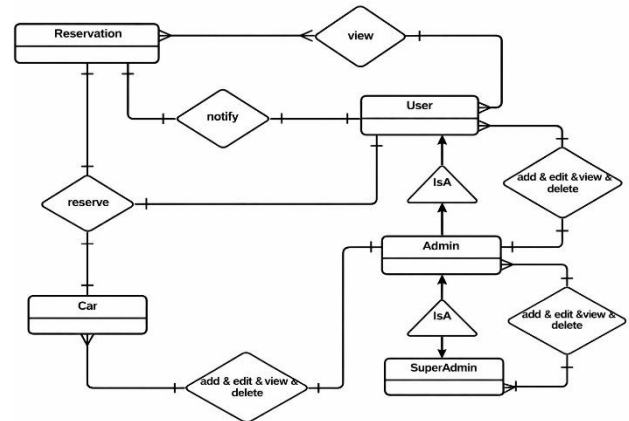 Reservation
view
User
notify
IsA
add & edit &view &
delete
reserve
Admin
Car
IsA
add & edit &view &
delete
add & edit &view &
delete
SuperAdmin